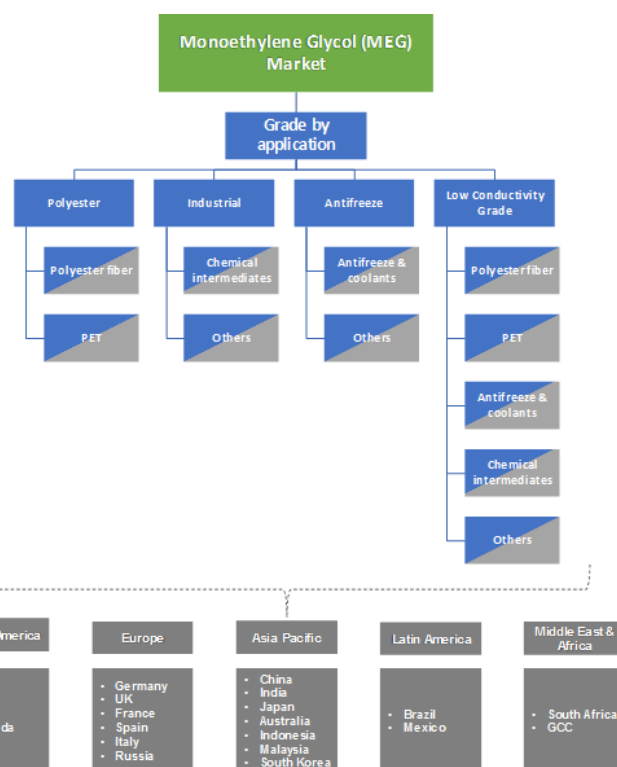 Monoethylene Glycol (MEG)
Market
Grade by
application
Polyester
Industrial
Antifreeze
Low Conductivity
Grade
Polyester fiber
PET
Chemical
intermediates
Others
Antifreeze &
coolants
Others
Polyester fiber
PET
Antifreeze &
coolants
Chemical
intermediates
Others
America
Europe
Asia Pacific
Latin America
Middle East &
Africa
da
• Germany
• UK
• France
• Spain
• Italy
• Russia
• China
• India
• Japan
• Australia
• Indonesia
• Malaysia
• South Korea
• Brazil
• Mexico
• South Africa
• GCC